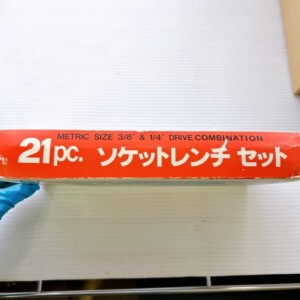 METRIC SIZE 3/8" & 1/4" DRIVE COMBINATION
21pc. ソケットレンチ セット